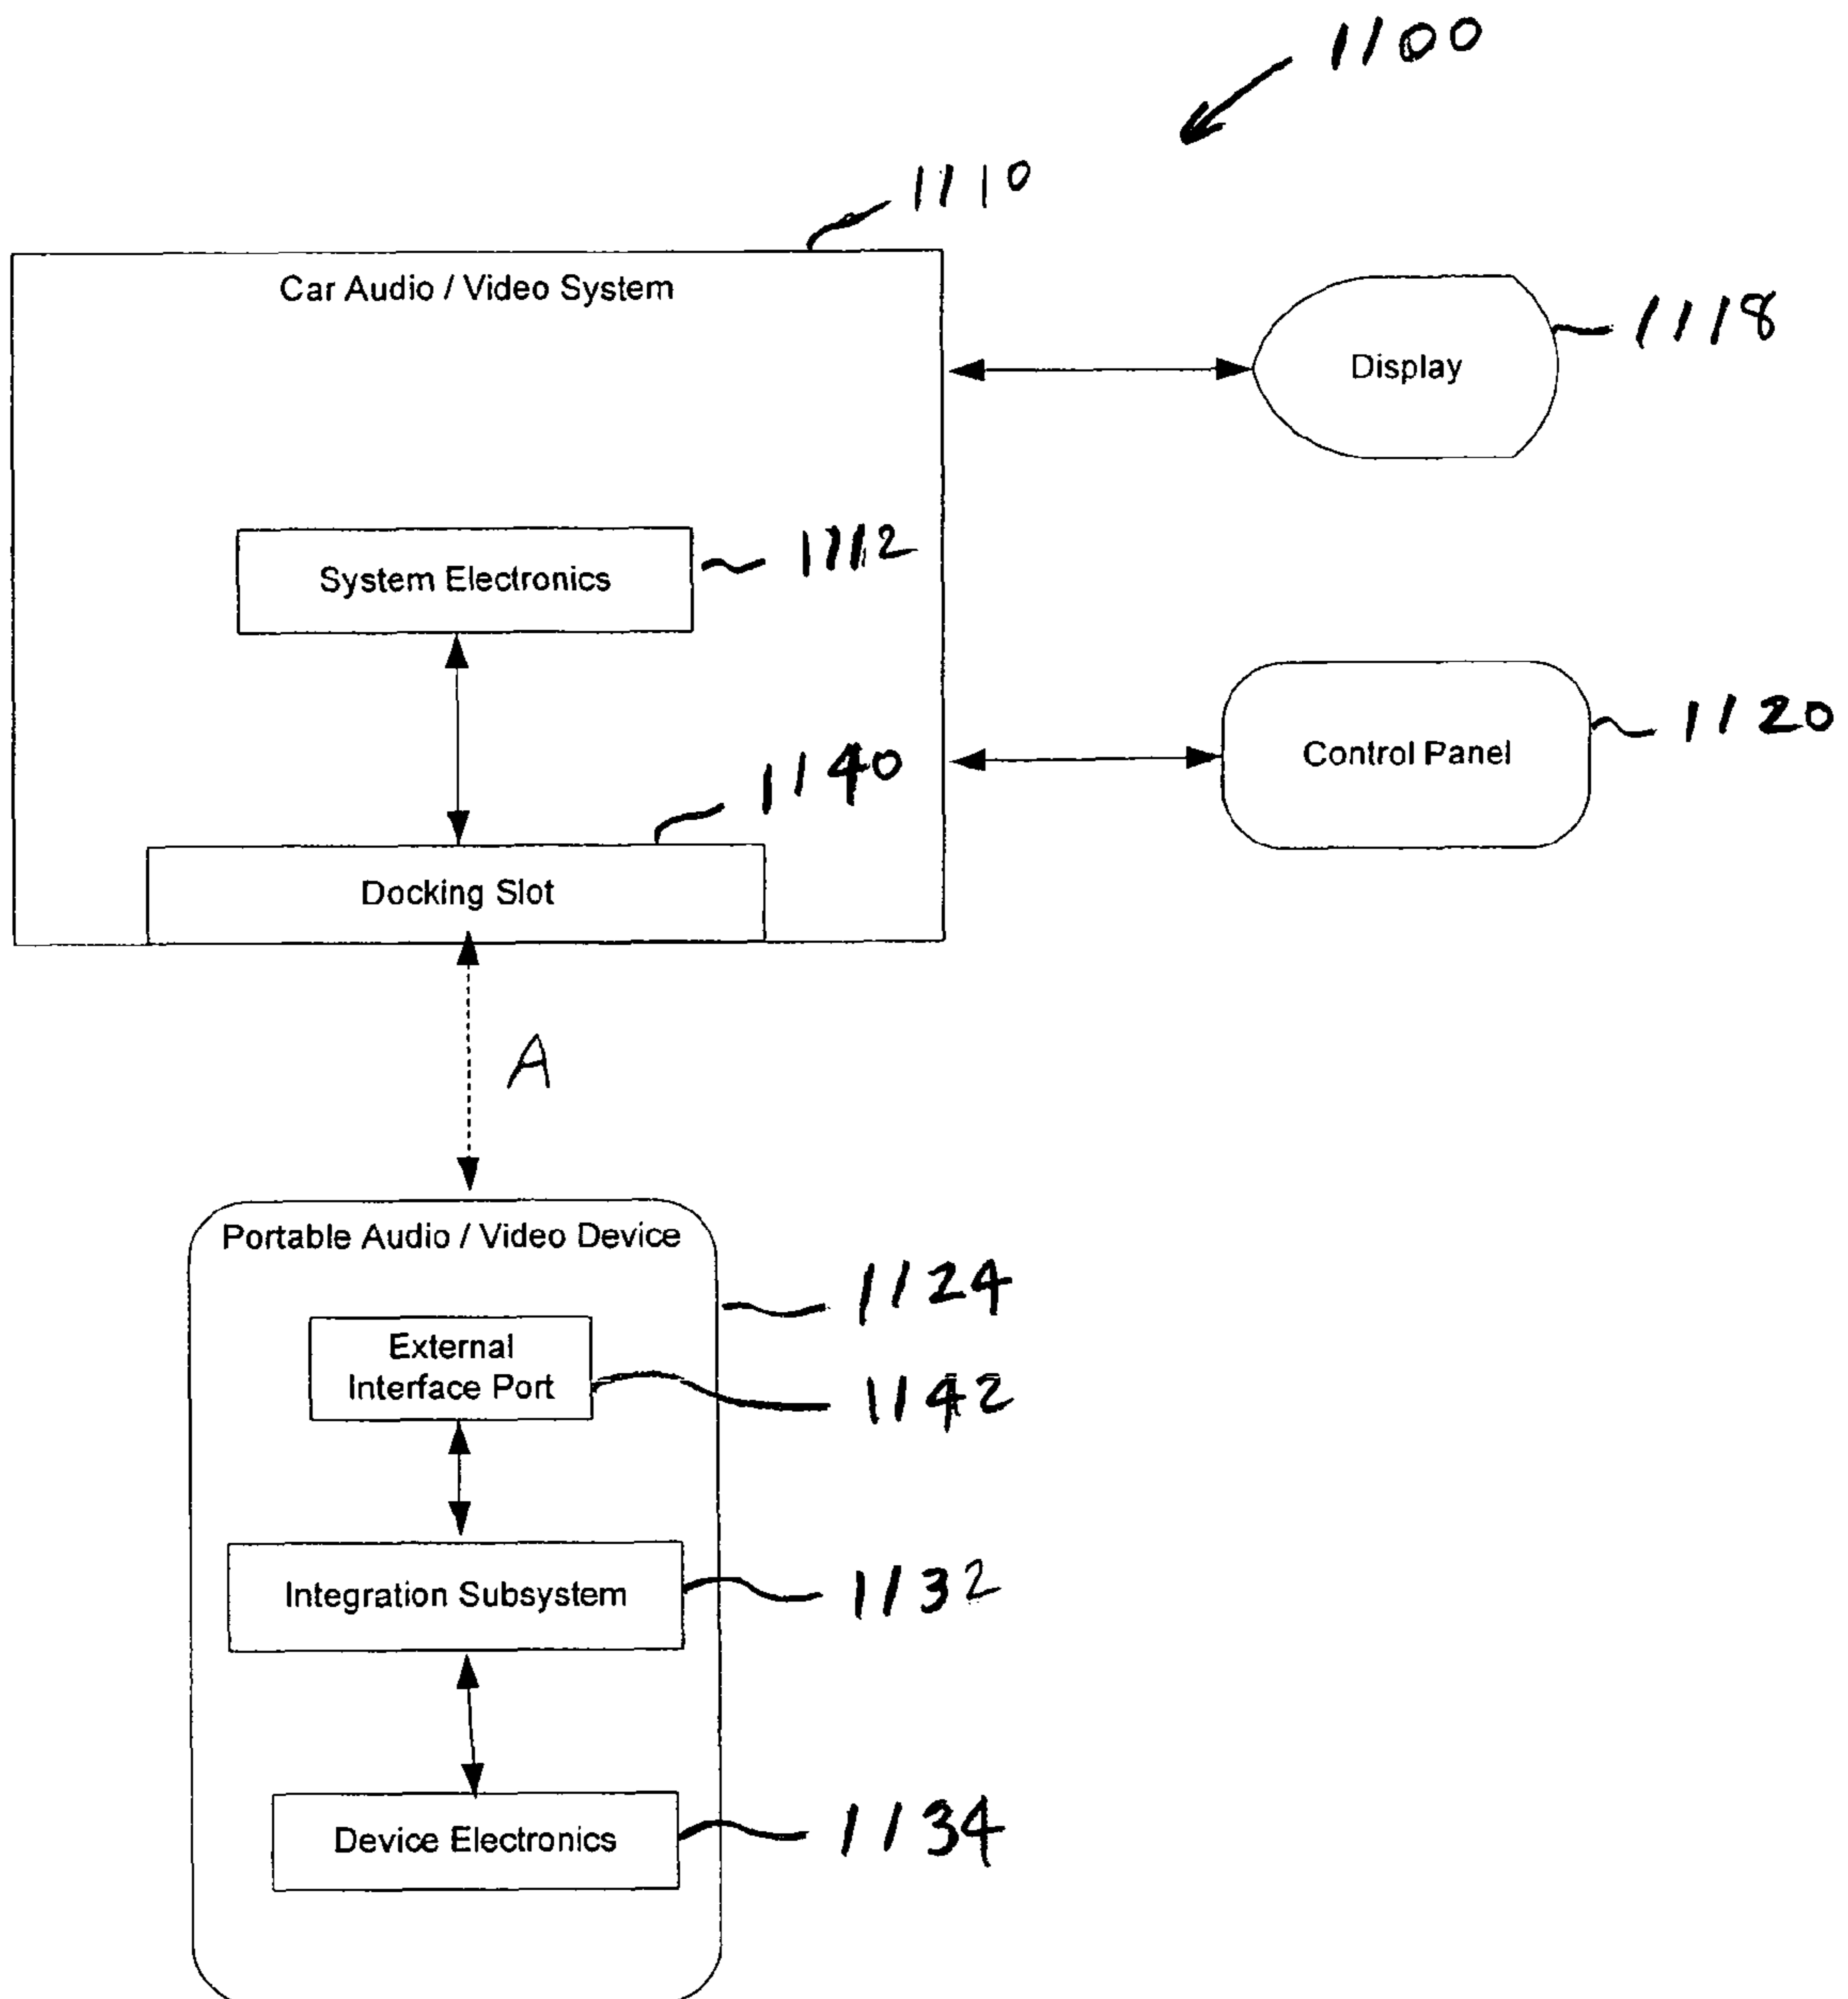 1100
1110
Car Audio / Video System
Display
1118
System Electronics
1112
1140
Control Panel
1120
Docking Slot
A
Portable Audio / Video Device
1124
External
Interface Port
1142
Integration Subsystem
1132
Device Electronics
1134